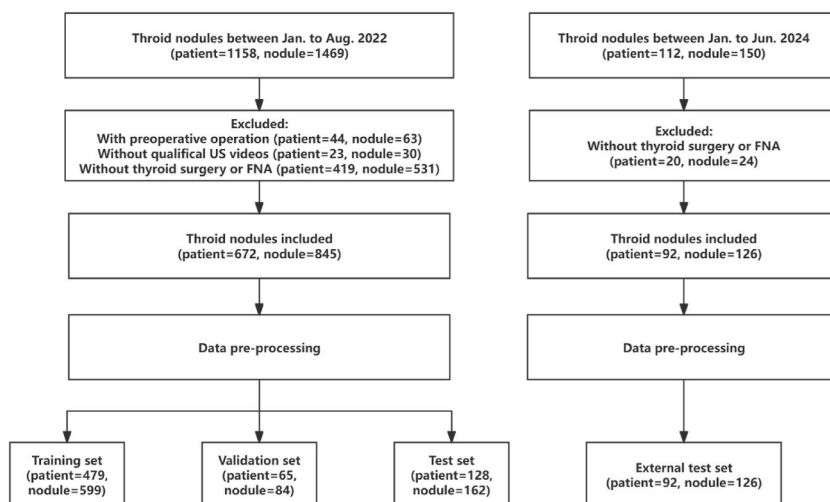 Throid nodules between Jan. to Aug. 2022
(patient=1158, nodule=1469)
Excluded:
With preoperative operation (patient=44, nodule=63)
Without qualifical US videos (patient=23, nodule=30)
Without thyroid surgery or FNA (patient=419, nodule=531)
Throid nodules included
(patient=672, nodule=845)
Data pre-processing
Training set
(patient=479,
nodule=599)
Validation set
(patient=65,
nodule=84)
Test set
(patient=128,
nodule=162)
Throid nodules between Jan. to Jun. 2024
(patient=112, nodule=150)
Excluded:
Without thyroid surgery or FNA
(patient=20, nodule=24)
Throid nodules included
(patient=92, nodule=126)
Data pre-processing
External test set
(patient=92, nodule=126)